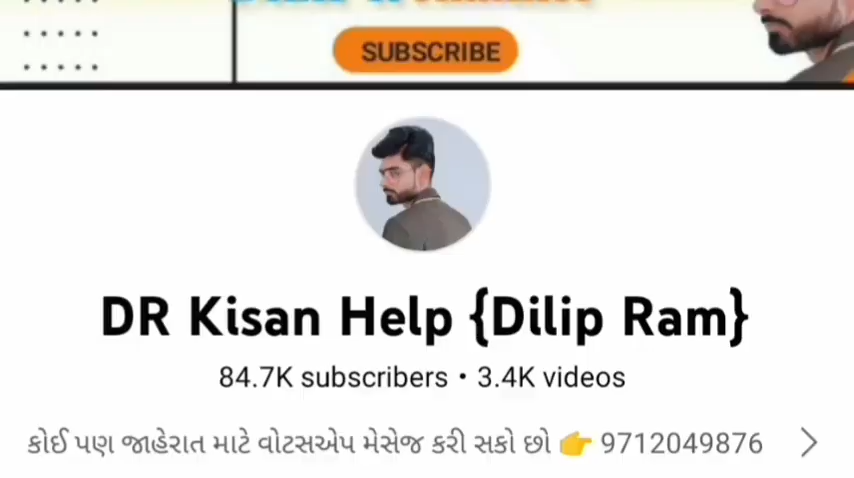 SUBSCRIBE
DR Kisan Help {Dilip Ram}
84.7K subscribers • 3.4K videos
કોઈ પણ જાહેરાત માટે વોટસએપ મેસેજ કરી સકો છો 👉 9712049876